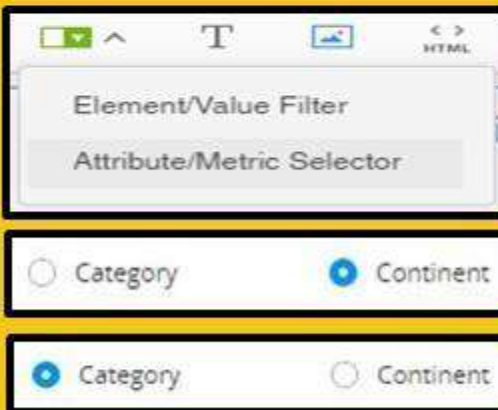 T
< >
HTML
Element/Value Filter
Attribute/Metric Selector
Category Continent
Category Continent